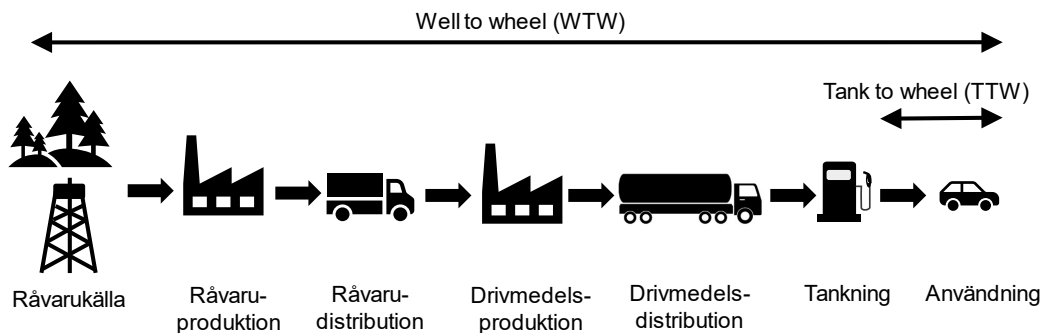 Well to wheel (WTW)
Tank to wheel (TTW)
Råvarukälla
Råvaru-
produktion
Råvaru-
distribution
Drivmedels-
produktion
Drivmedels-
distribution
Tankning
Användning